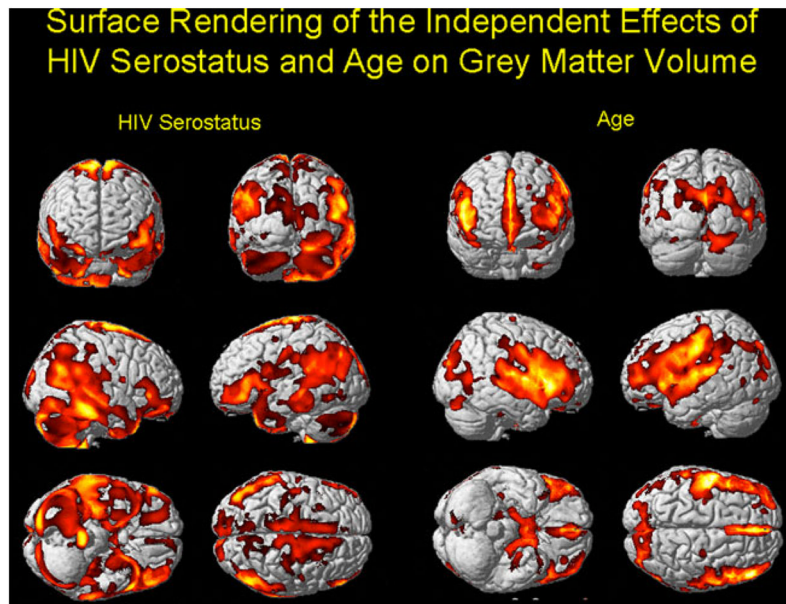 Surface Rendering of the Independent Effects of
HIV Serostatus and Age on Grey Matter Volume
HIV Serostatus
Age